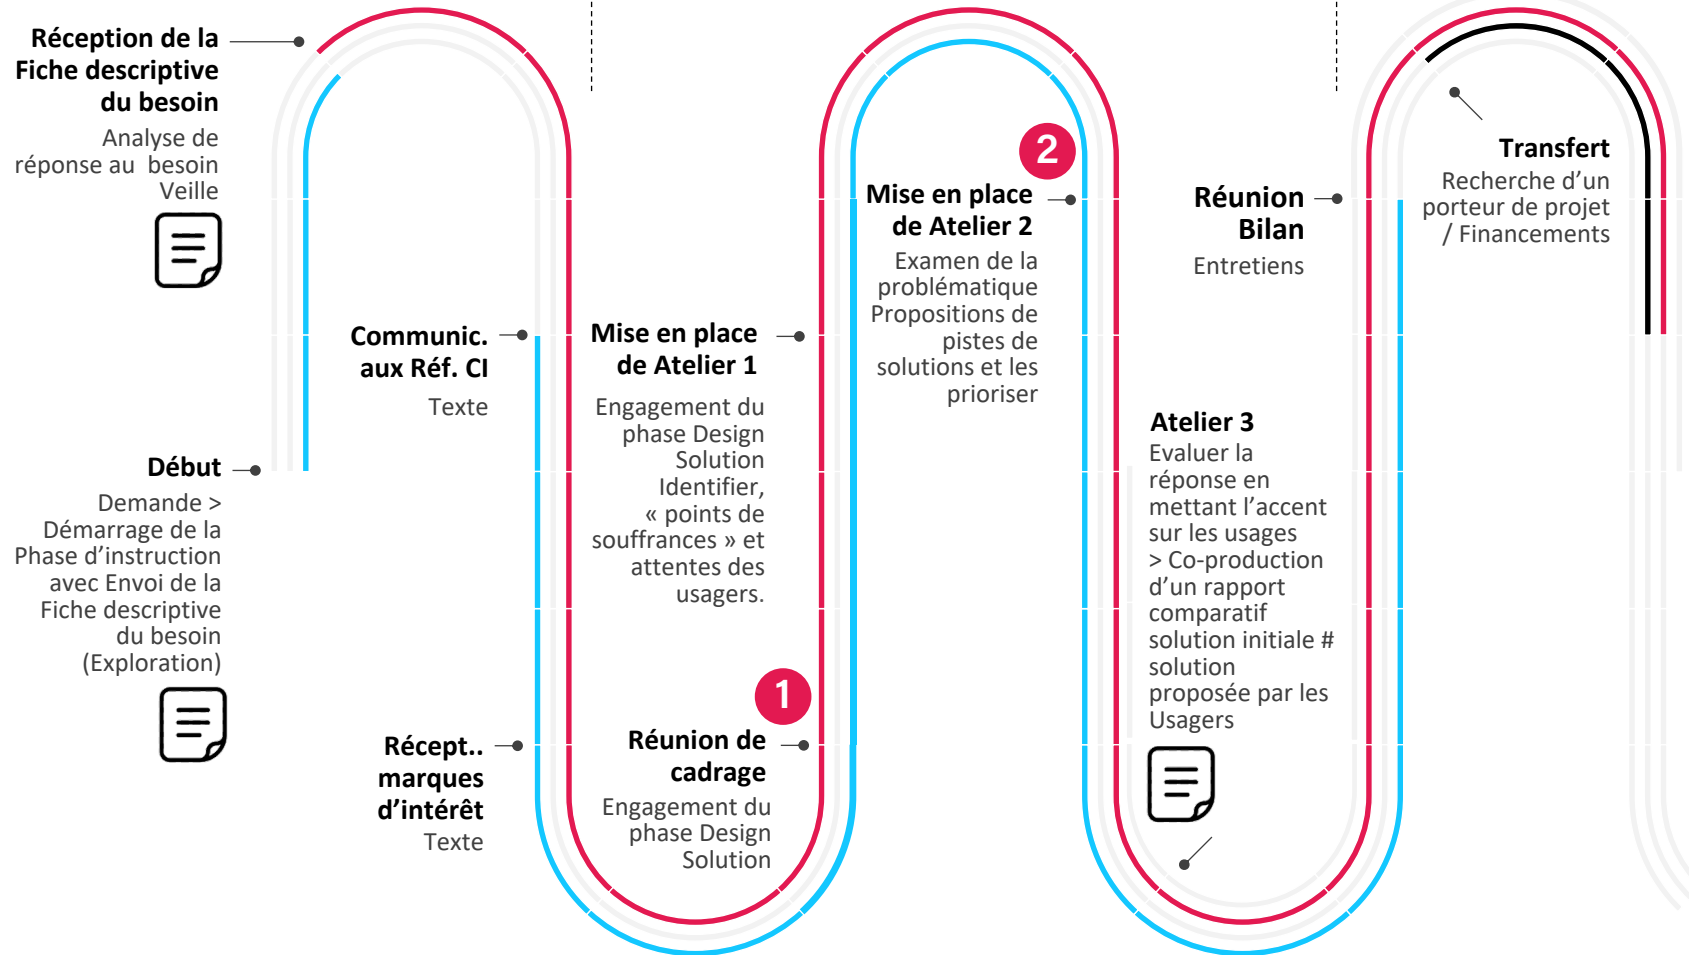 Réception de la
Fiche descriptive
du besoin
Analyse de
réponse au besoin
Veille
Début
Demande >
Démarrage de la
Phase d’instruction
avec Envoi de la
Fiche descriptive
du besoin
(Exploration)
Communic.
aux Réf. CI
Texte
Récept..
marques
d’intérêt
Texte
1
Réunion de
cadrage
Engagement du
phase Design
Solution
Mise en place
de Atelier 1
Engagement du
phase Design
Solution
Identifier,
« points de
souffrances » et
attentes des
usagers.
2
Mise en place
de Atelier 2
Examen de la
problématique
Propositions de
pistes de
solutions et les
prioriser
Atelier 3
Evaluer la
réponse en
mettant l’accent
sur les usages
> Co-production
d’un rapport
comparatif
solution initiale #
solution
proposée par les
Usagers
Réunion
Bilan
Entretiens
Transfert
Recherche d’un
porteur de projet
/ Financements